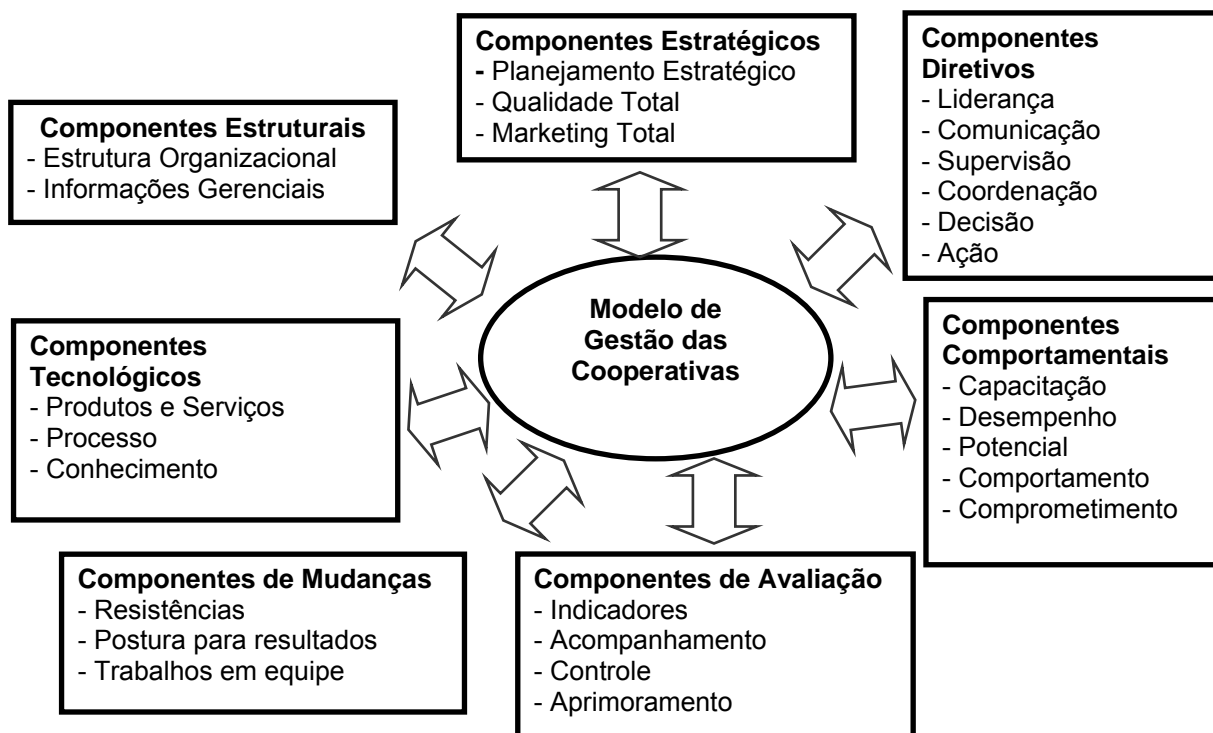 Componentes Estratégicos
- Planejamento Estratégico
- Qualidade Total
- Marketing Total
Componentes
Diretivos
- Liderança
- Comunicação
- Supervisão
- Coordenação
- Decisão
- Ação
Componentes Estruturais
- Estrutura Organizacional
- Informações Gerenciais
Modelo de
Gestão das
Cooperativas
Componentes
Tecnológicos
- Produtos e Serviços
- Processo
- Conhecimento
Componentes
Comportamentais
- Capacitação
- Desempenho
- Potencial
- Comportamento
- Comprometimento
Componentes de Mudanças
- Resistências
- Postura para resultados
- Trabalhos em equipe
Componentes de Avaliação
- Indicadores
- Acompanhamento
- Controle
- Aprimoramento